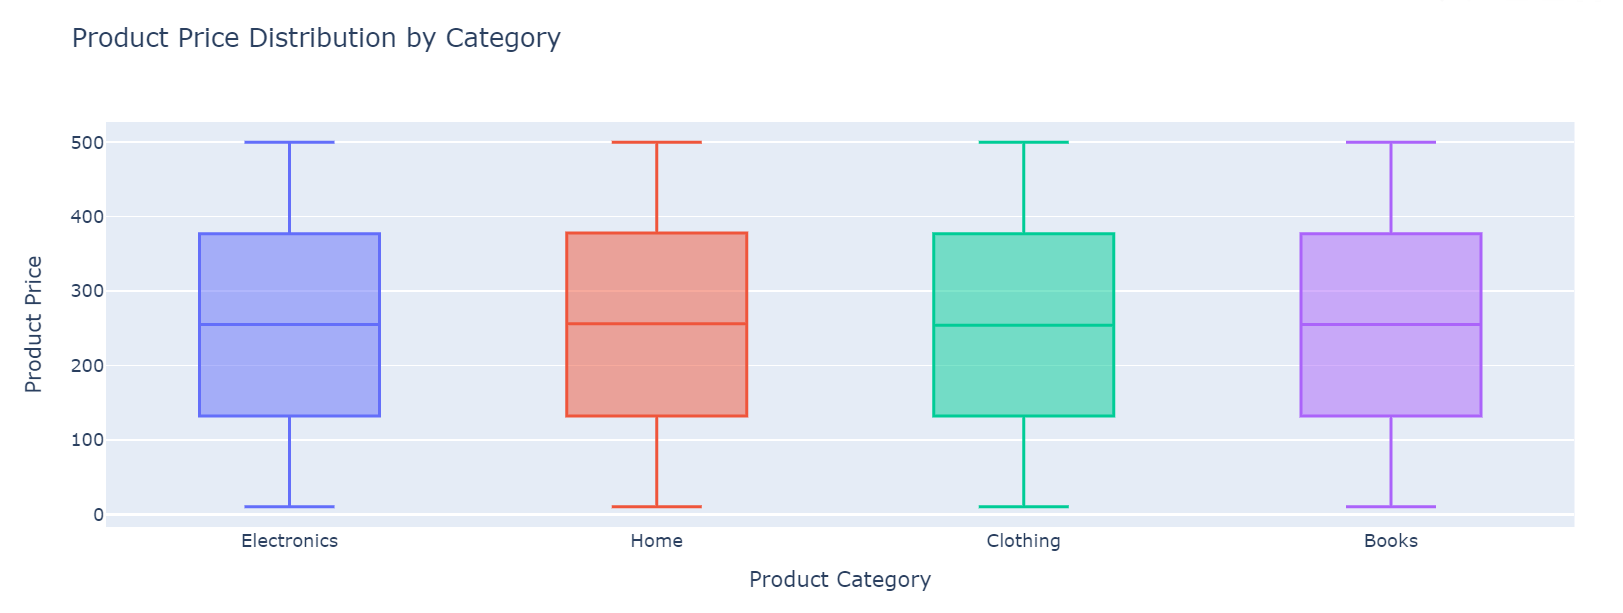 Product Price Distribution by Category
Product Price
500
400
300
200
100
0
Electronics
Home
Clothing
Books
Product Category